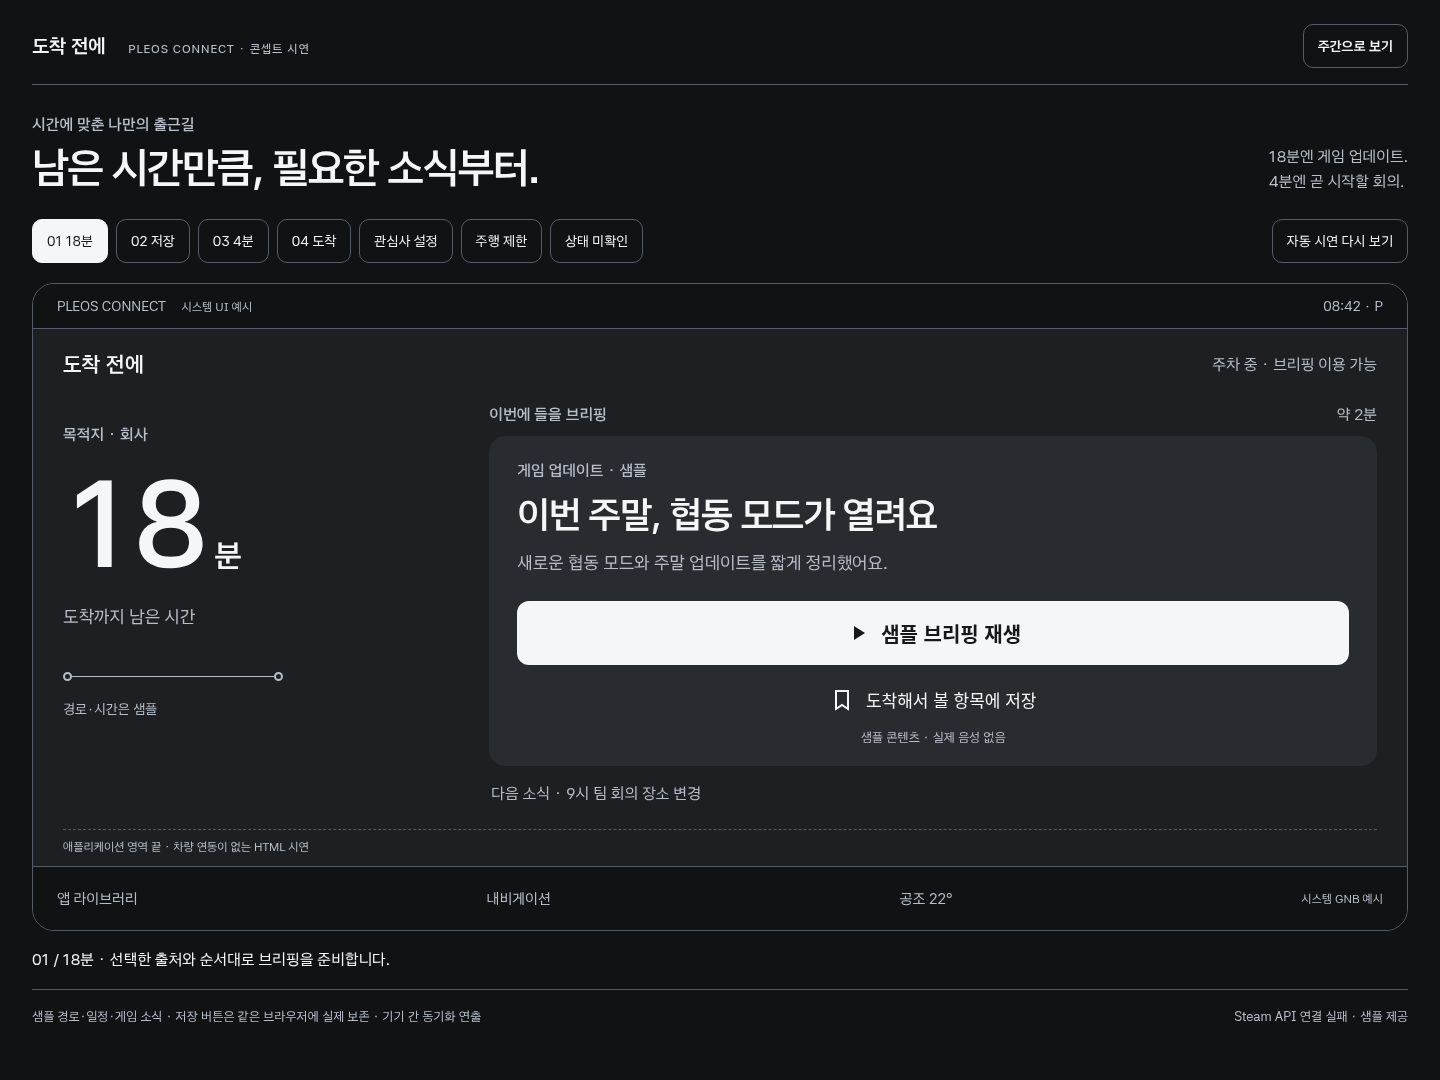 도착 전에
PLEOS CONNECT · 콘셉트 시연
주간으로 보기
시간에 맞춘 나만의 출근길
남은 시간만큼, 필요한 소식부터.
18분엔 게임 업데이트.
4분엔 곧 시작할 회의.
01 18분
02 저장
03 4분
04 도착
관심사 설정
주행 제한
상태 미확인
자동 시연 다시 보기
PLEOS CONNECT
시스템 UI 예시
08:42 · P
도착 전에
주차 중 · 브리핑 이용 가능
목적지 · 회사
18분
도착까지 남은 시간
경로·시간은 샘플
이번에 들을 브리핑
약 2분
게임 업데이트 · 샘플
이번 주말, 협동 모드가 열려요
새로운 협동 모드와 주말 업데이트를 짧게 정리했어요.
샘플 브리핑 재생
도착해서 볼 항목에 저장
샘플 콘텐츠 · 실제 음성 없음
다음 소식 · 9시 팀 회의 장소 변경
애플리케이션 영역 끝 · 차량 연동이 없는 HTML 시연
앱 라이브러리
내비게이션
공조 22°
시스템 GNB 예시
01 / 18분 · 선택한 출처와 순서대로 브리핑을 준비합니다.
샘플 경로·일정·게임 소식 · 저장 버튼은 같은 브라우저에 실제 보존 · 기기 간 동기화 연출
Steam API 연결 실패 · 샘플 제공